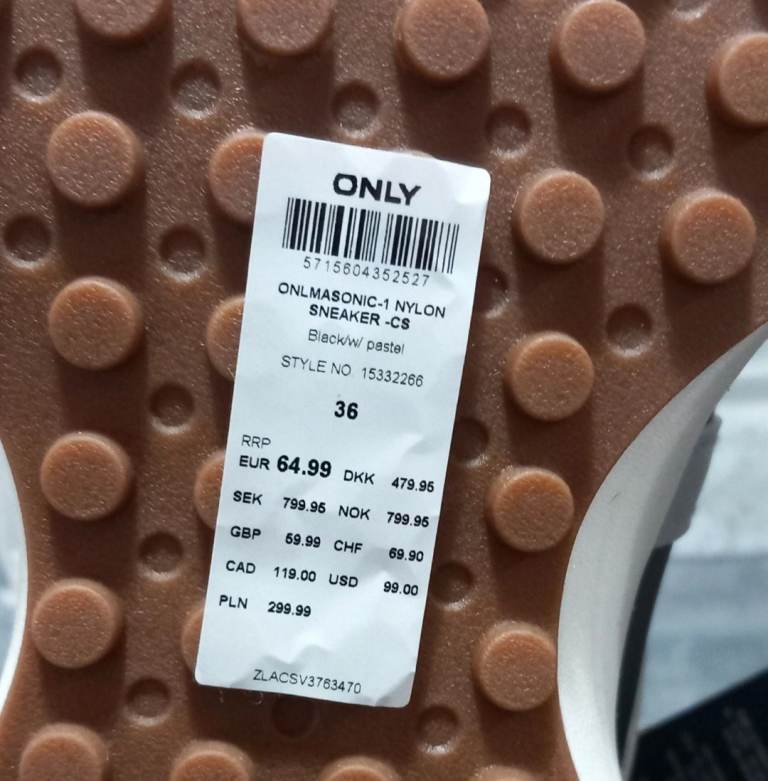 ONLY
5715604352527
ONLMASONIC-1 NYLON
SNEAKER -CS
Black/w/ pastel
STYLE NO. 15332266
36
RRP
EUR 64.99 DKK 479.95
SEK 799.95 NOK 799.95
GBP 59.99 CHF 69.90
CAD 119.00 USD 99.00
PLN 299.99
ZLACSV3763470